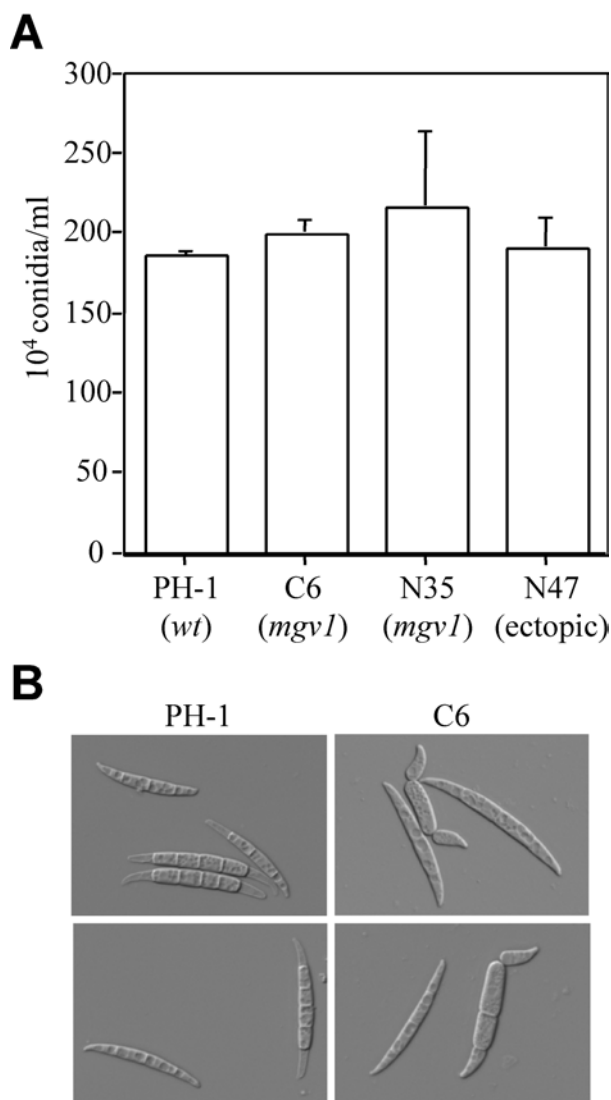 A
300
250
200
150
100
50
0
10⁴ conidia/ml
PH-1 C6 N35 N47
(wt) (mgv1) (mgv1) (ectopic)
B
PH-1 C6